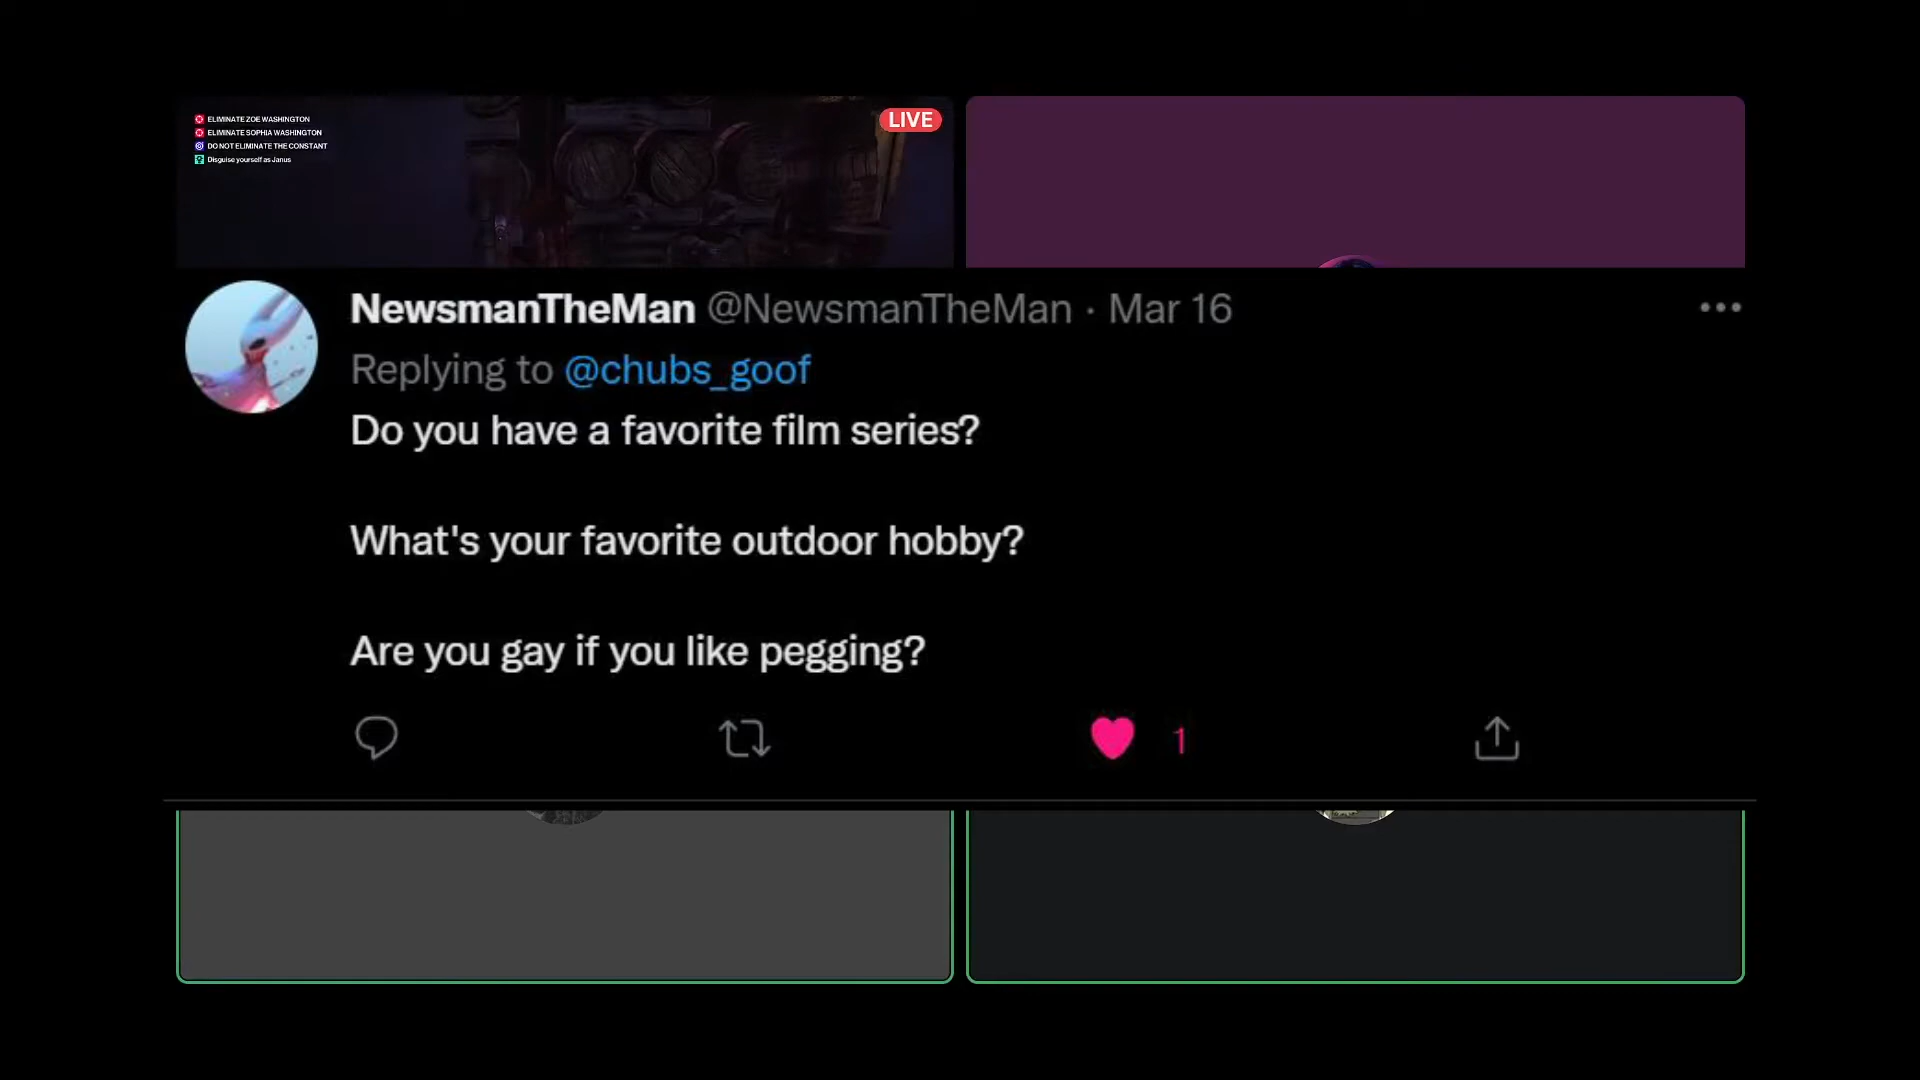 ELIMINATE ZOE WASHINGTON
ELIMINATE SOPHIA WASHINGTON
DO NOT ELIMINATE THE CONSTANT
Disguise yourself as Janus
LIVE
NewsmanTheMan @NewsmanTheMan · Mar 16
Replying to @chubs_goof
Do you have a favorite film series?
What's your favorite outdoor hobby?
Are you gay if you like pegging?
1